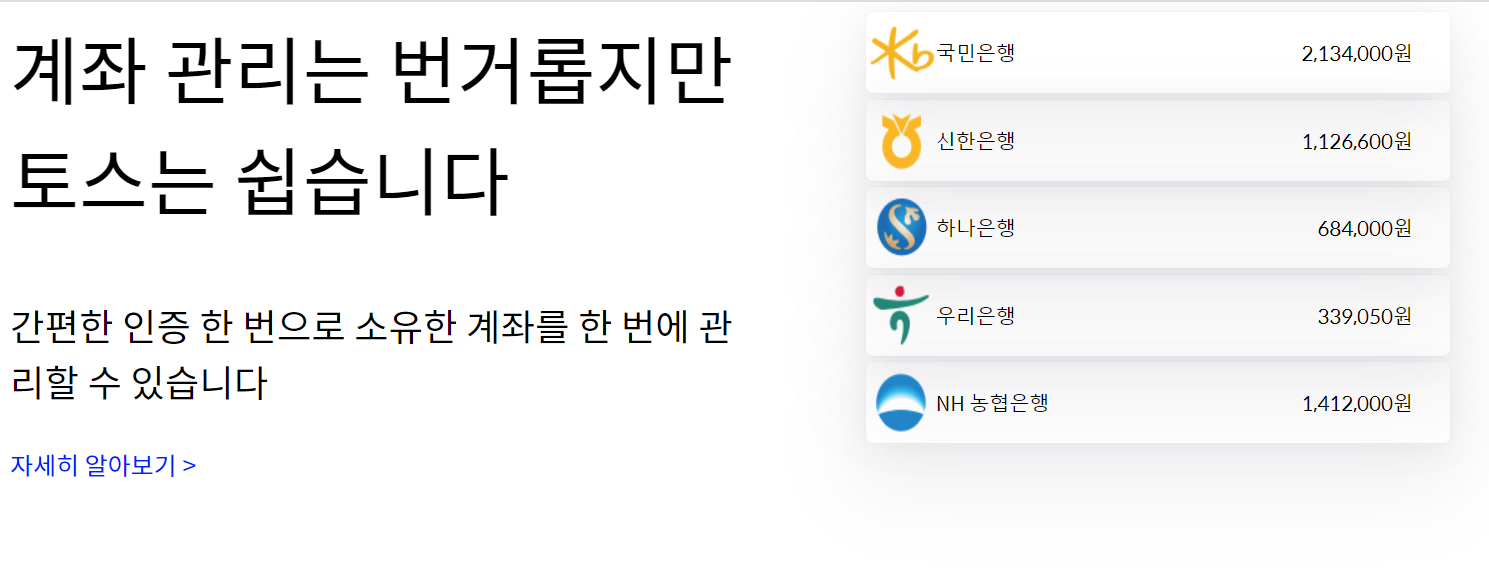 계좌 관리는 번거롭지만
토스는 쉽습니다
간편한 인증 한 번으로 소유한 계좌를 한 번에 관
리할 수 있습니다
자세히 알아보기 >
국민은행 2,134,000원
신한은행 1,126,600원
하나은행 684,000원
우리은행 339,050원
NH 농협은행 1,412,000원